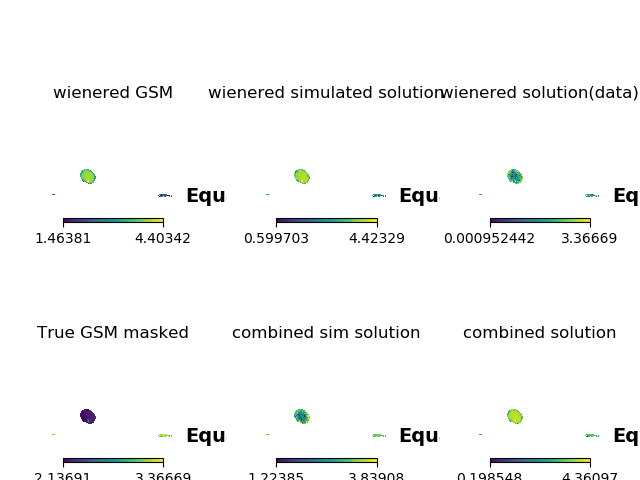 wienered GSM wienered simulated solution wienered solution(data)
Equ Equ Eq
1.46381 4.40342 0.599703 4.42329 0.000952442 3.36669
True GSM masked combined sim solution combined solution
Equ Equ Eq
2.13691 3.36669 1.22385 3.83908 0.198548 4.36097